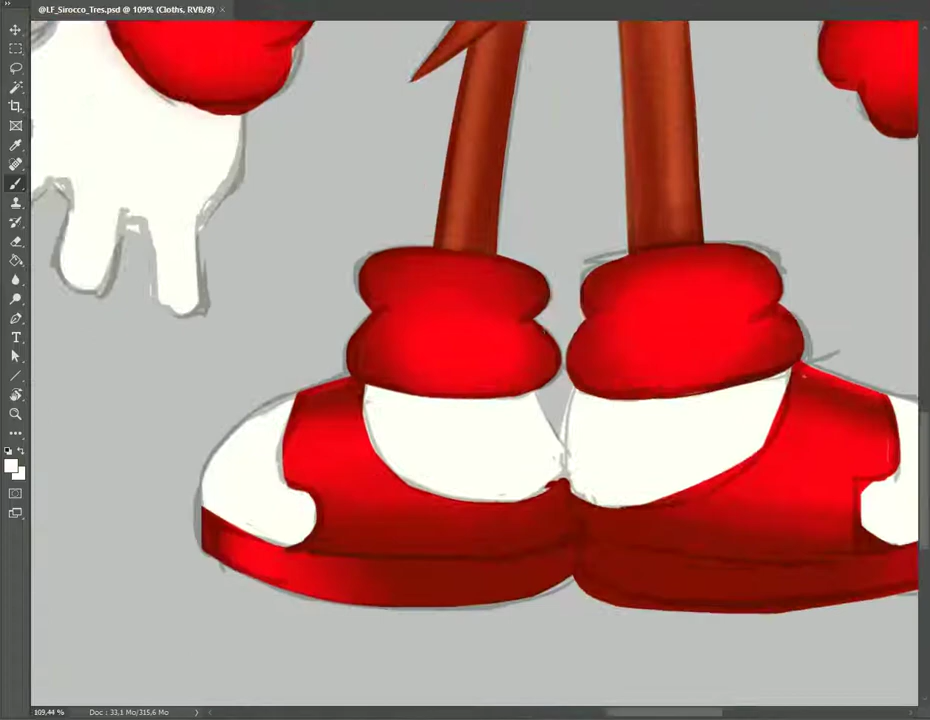 @LF_Sirocco_Tres.psd @ 109% (Cloths, RVB/8) ×
109,44 %
Doc : 33,1 Mo/315,6 Mo